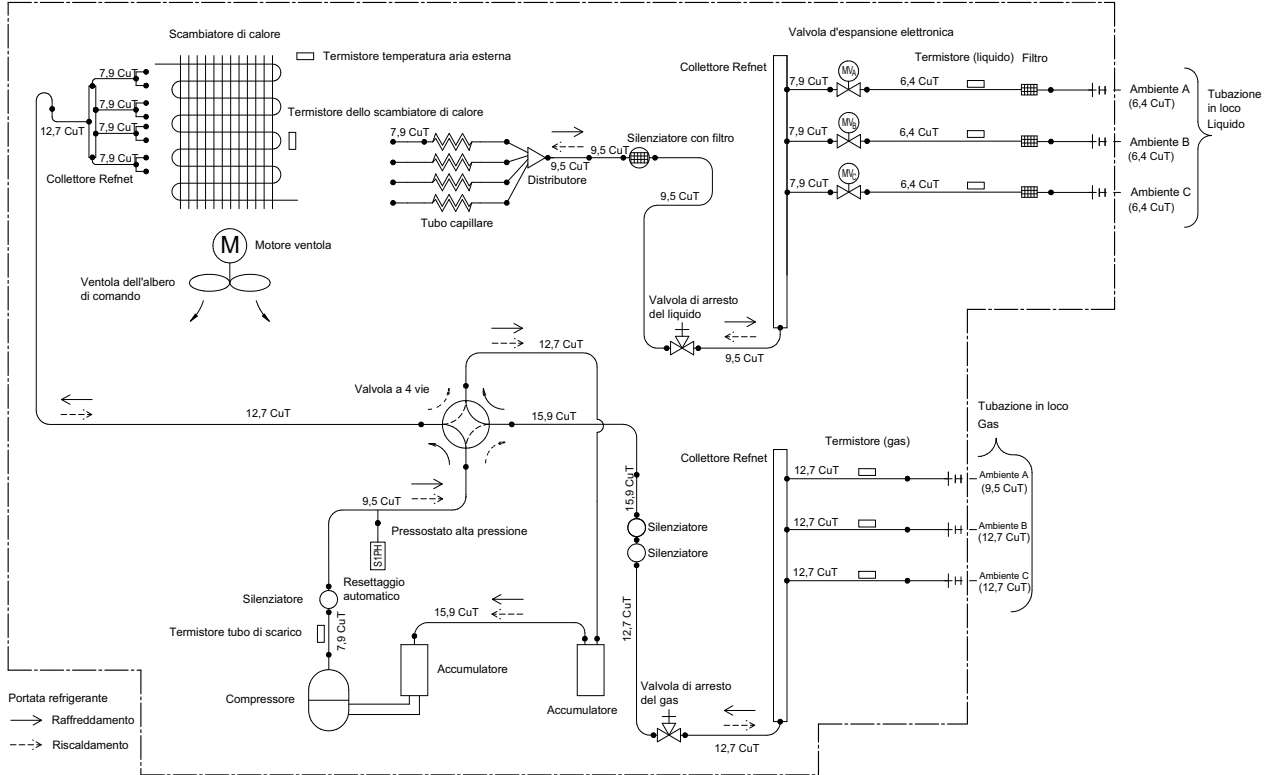 Scambiatore di calore
Termistore temperatura aria esterna
7,9 CuT
7,9 CuT
7,9 CuT
7,9 CuT
12,7 CuT
Collettore Refnet
Termistore dello scambiatore di calore
7,9 CuT
Tubo capillare
Distributore
9,5 CuT
9,5 CuT
Silenziatore con filtro
9,5 CuT
Valvola d'espansione elettronica
Collettore Refnet
Termistore (liquido)
Filtro
7,9 CuT
MVA
6,4 CuT
Ambiente A
(6,4 CuT)
7,9 CuT
MVB
6,4 CuT
Ambiente B
(6,4 CuT)
7,9 CuT
MVC
6,4 CuT
Ambiente C
(6,4 CuT)
Tubazione
in loco
Liquido
M
Motore ventola
Ventola dell'albero
di comando
Valvola di arresto
del liquido
9,5 CuT
12,7 CuT
Valvola a 4 vie
12,7 CuT
15,9 CuT
9,5 CuT
Pressostato alta pressione
S1PH
Resettaggio
automatico
Silenziatore
Termistore tubo di scarico
7,9 CuT
Compressore
15,9 CuT
Accumulatore
Accumulatore
15,9 CuT
Silenziatore
Silenziatore
12,7 CuT
Valvola di arresto
del gas
12,7 CuT
Collettore Refnet
Termistore (gas)
Tubazione in loco
Gas
12,7 CuT
Ambiente A
(9,5 CuT)
12,7 CuT
Ambiente B
(12,7 CuT)
12,7 CuT
Ambiente C
(12,7 CuT)
Portata refrigerante
Raffreddamento
Riscaldamento